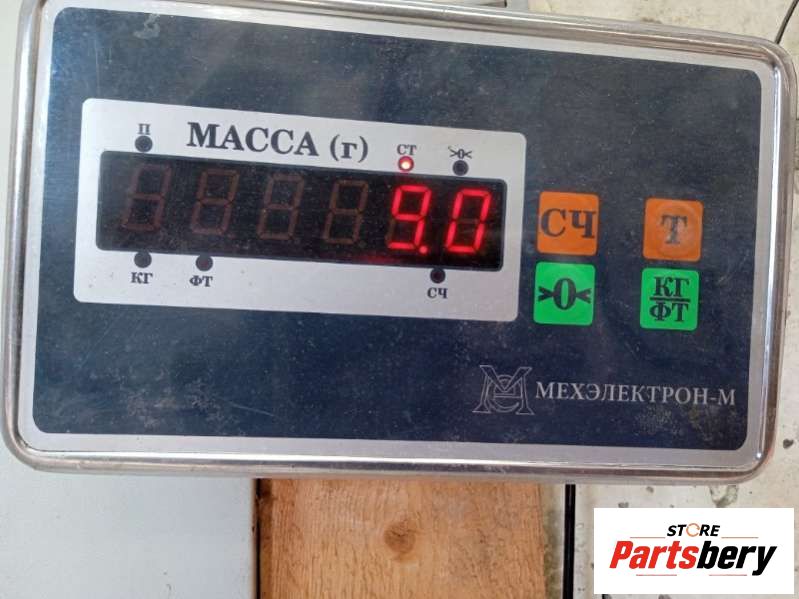 П
МАССА (г)
СТ
>0<
9.0
КГ
ФТ
СЧ
СЧ
Т
>0<
КГ
ФТ
МЕХЭЛЕКТРОН-М
STORE
Partsbery